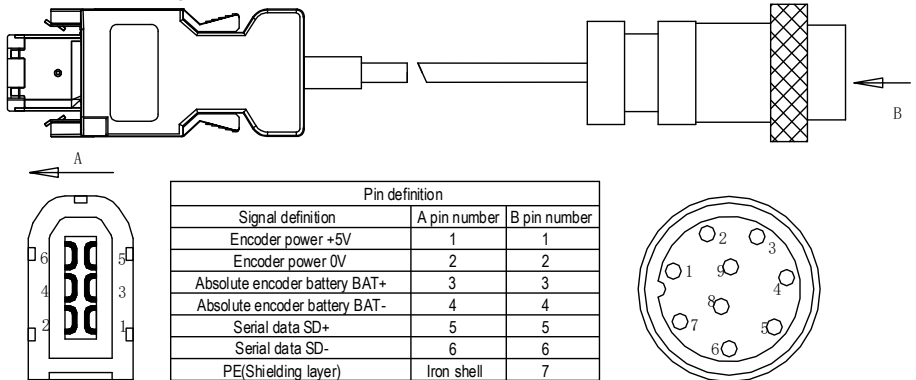 B
A
Pin definition
Signal definition A pin number B pin number
Encoder power +5V 1 1
Encoder power 0V 2 2
Absolute encoder battery BAT+ 3 3
Absolute encoder battery BAT- 4 4
Serial data SD+ 5 5
Serial data SD- 6 6
PE(Shielding layer) Iron shell 7
6 5
4 3
2 1
2 3
1 9 4
8
7 5
6